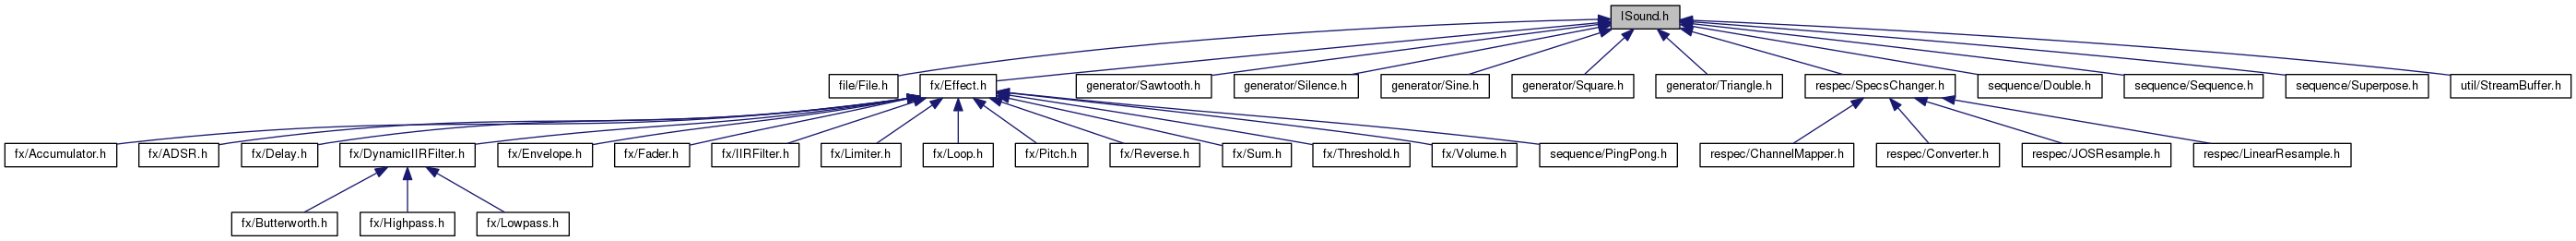 ISound.h
file/File.h
fx/Effect.h
generator/Sawtooth.h
generator/Silence.h
generator/Sine.h
generator/Square.h
generator/Triangle.h
respec/SpecsChanger.h
sequence/Double.h
sequence/Sequence.h
sequence/Superpose.h
util/StreamBuffer.h
fx/Accumulator.h
fx/ADSR.h
fx/Delay.h
fx/DynamicIIRFilter.h
fx/Envelope.h
fx/Fader.h
fx/IIRFilter.h
fx/Limiter.h
fx/Loop.h
fx/Pitch.h
fx/Reverse.h
fx/Sum.h
fx/Threshold.h
fx/Volume.h
sequence/PingPong.h
respec/ChannelMapper.h
respec/Converter.h
respec/JOSResample.h
respec/LinearResample.h
fx/Butterworth.h
fx/Highpass.h
fx/Lowpass.h